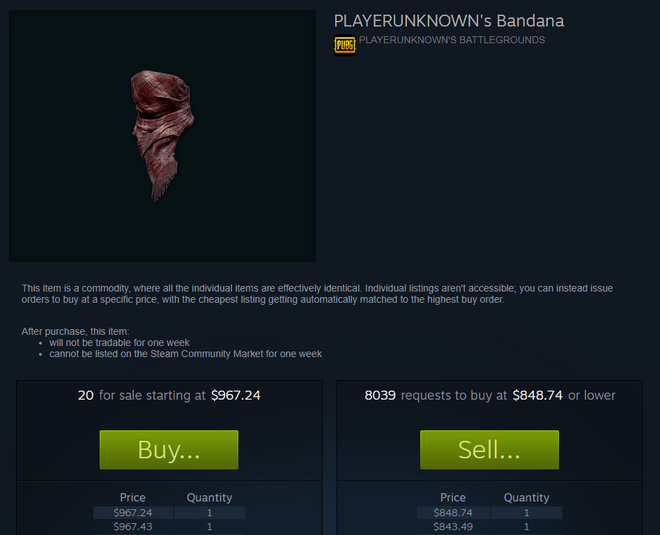 PLAYERUNKNOWN's Bandana
PUBG
PLAYERUNKNOWN'S BATTLEGROUNDS
This item is a commodity, where all the individual items are effectively identical. Individual listings aren't accessible; you can instead issue
orders to buy at a specific price, with the cheapest listing getting automatically matched to the highest buy order.
After purchase, this item:
• will not be tradable for one week
• cannot be listed on the Steam Community Market for one week
20 for sale starting at $967.24
Buy...
Price Quantity
$967.24 1
$967.43 1
8039 requests to buy at $848.74 or lower
Sell...
Price Quantity
$848.74 1
$843.49 1